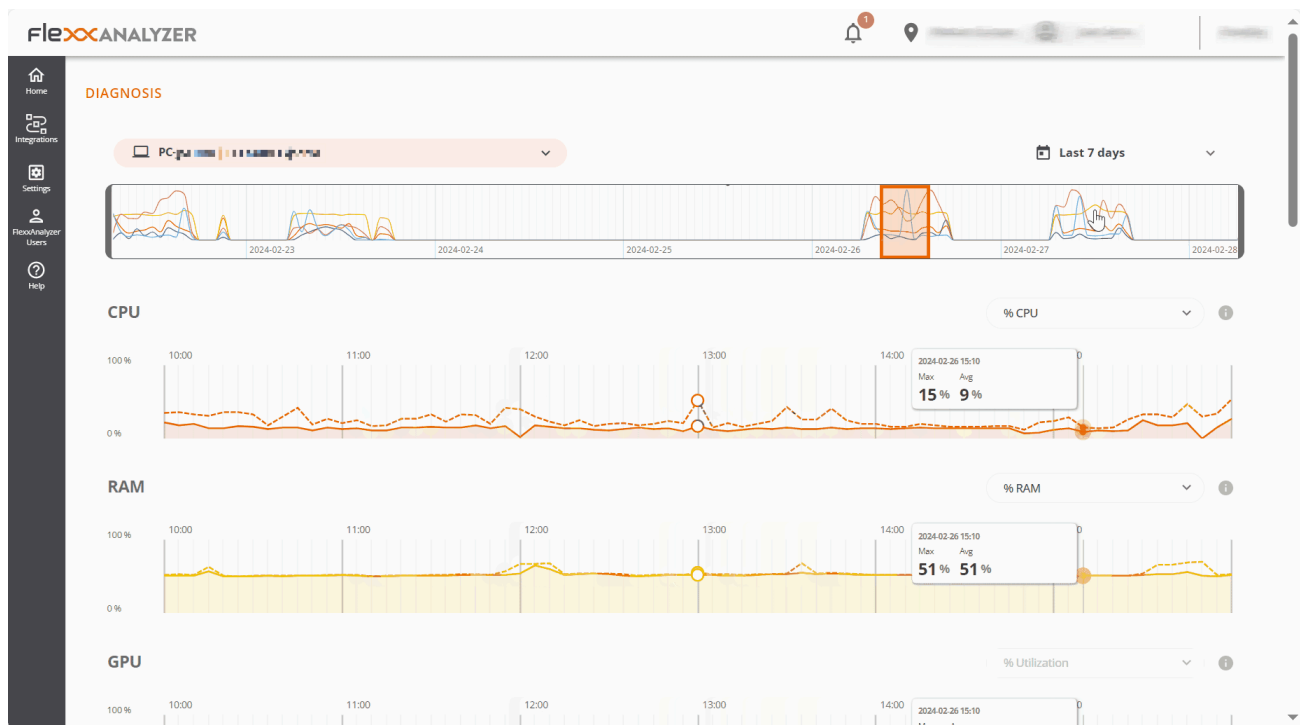 FlexxANALYZER
1
Home
Integrations
Settings
FlexxAnalyzer
Users
Help
DIAGNOSIS
PC-
Last 7 days
2024-02-23
2024-02-24
2024-02-25
2024-02-26
2024-02-27
2024-02-28
CPU
% CPU
100 %
10:00
11:00
12:00
13:00
14:00
0
2024-02-26 15:10
Max Avg
15 % 9 %
0 %
RAM
% RAM
100 %
10:00
11:00
12:00
13:00
14:00
0
2024-02-26 15:10
Max Avg
51 % 51 %
0 %
GPU
% Utilization
100 %
10:00
11:00
12:00
13:00
14:00
0
2024-02-26 15:10